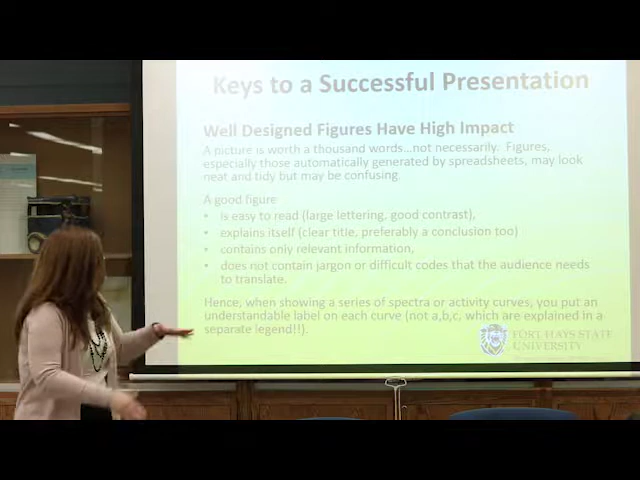 Keys to a Successful Presentation
Well Designed Figures Have High Impact
A picture is worth a thousand words...not necessarily. Figures,
especially those automatically generated by spreadsheets, may look
neat and tidy but may be confusing.
A good figure
• is easy to read (large lettering, good contrast),
• explains itself (clear title, preferably a conclusion too)
• contains only relevant information,
• does not contain jargon or difficult codes that the audience needs
to translate.
Hence, when showing a series of spectra or activity curves, you put an
understandable label on each curve (not a,b,c, which are explained in a
separate legend!!).
FORT HAYS STATE
UNIVERSITY